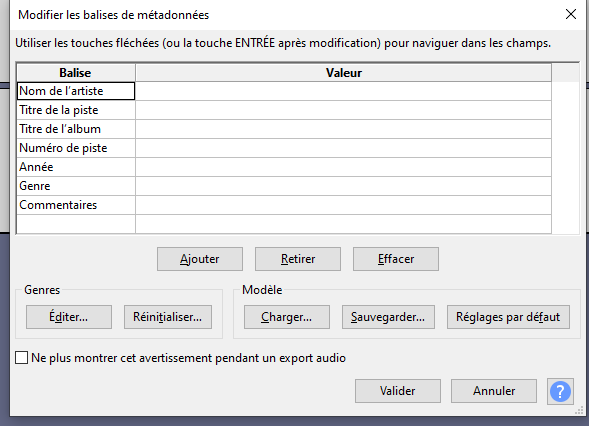 Modifier les balises de métadonnées
Utiliser les touches fléchées (ou la touche ENTRÉE après modification) pour naviguer dans les champs.
Balise Valeur
Nom de l'artiste
Titre de la piste
Titre de l'album
Numéro de piste
Année
Genre
Commentaires
Ajouter Retirer Effacer
Genres Modèle
Éditer... Réinitialiser... Charger... Sauvegarder... Réglages par défaut
Ne plus montrer cet avertissement pendant un export audio
Valider Annuler ?